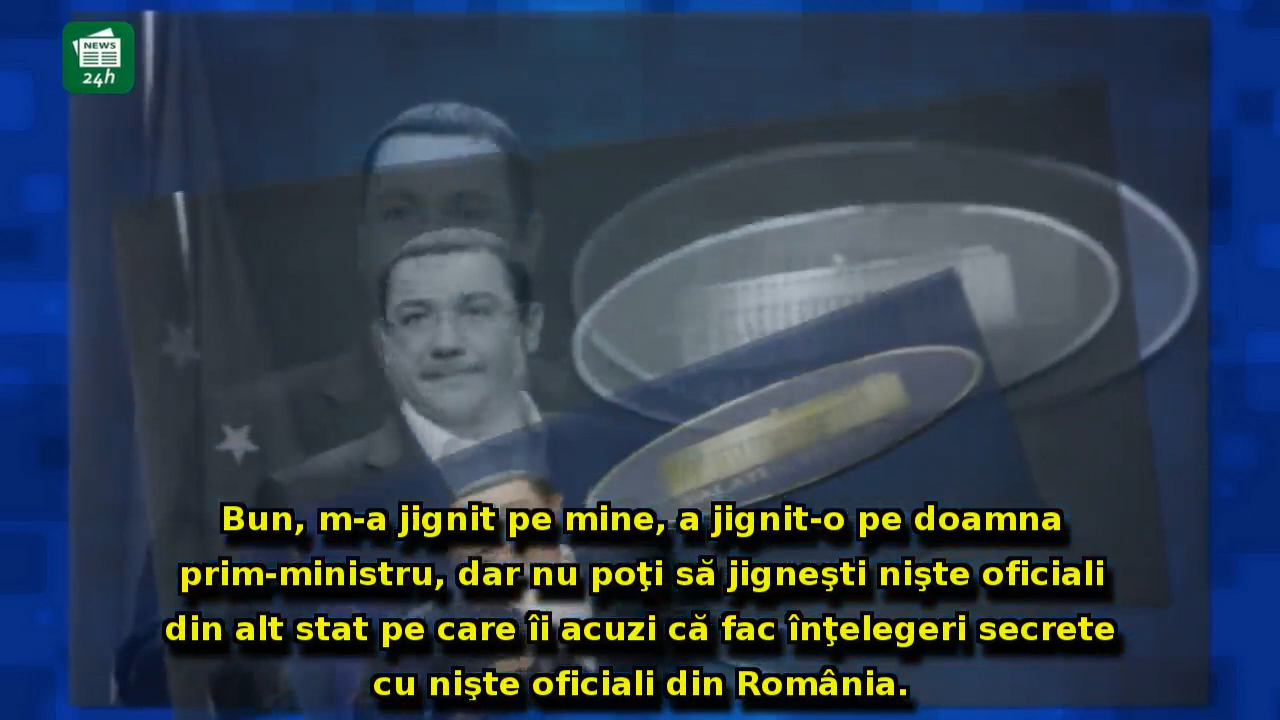 NEWS
24h
Bun, m-a jignit pe mine, a jignit-o pe doamna
prim-ministru, dar nu poţi să jigneşti nişte oficiali
din alt stat pe care îi acuzi că fac înţelegeri secrete
cu nişte oficiali din România.